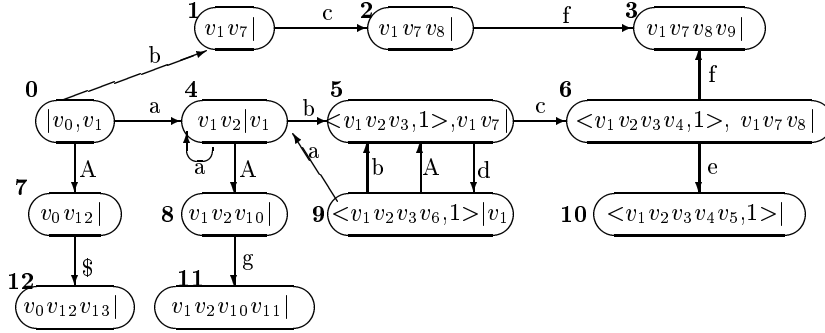 1 2 3
v₁v₇| c v₁v₇v₈| f v₁v₇v₈v₉|
b
0 4 5 6 f
|v₀,v₁ a v₁v₂|v₁ b <v₁v₂v₃,1>,v₁v₇| c <v₁v₂v₃v₄,1>, v₁v₇v₈|
a a
A A b A d e
7 8 9 10
v₀v₁₂| v₁v₂v₁₀| <v₁v₂v₃v₆,1>|v₁ <v₁v₂v₃v₄v₅,1>|
$ g
12 11
v₀v₁₂v₁₃| v₁v₂v₁₀v₁₁|